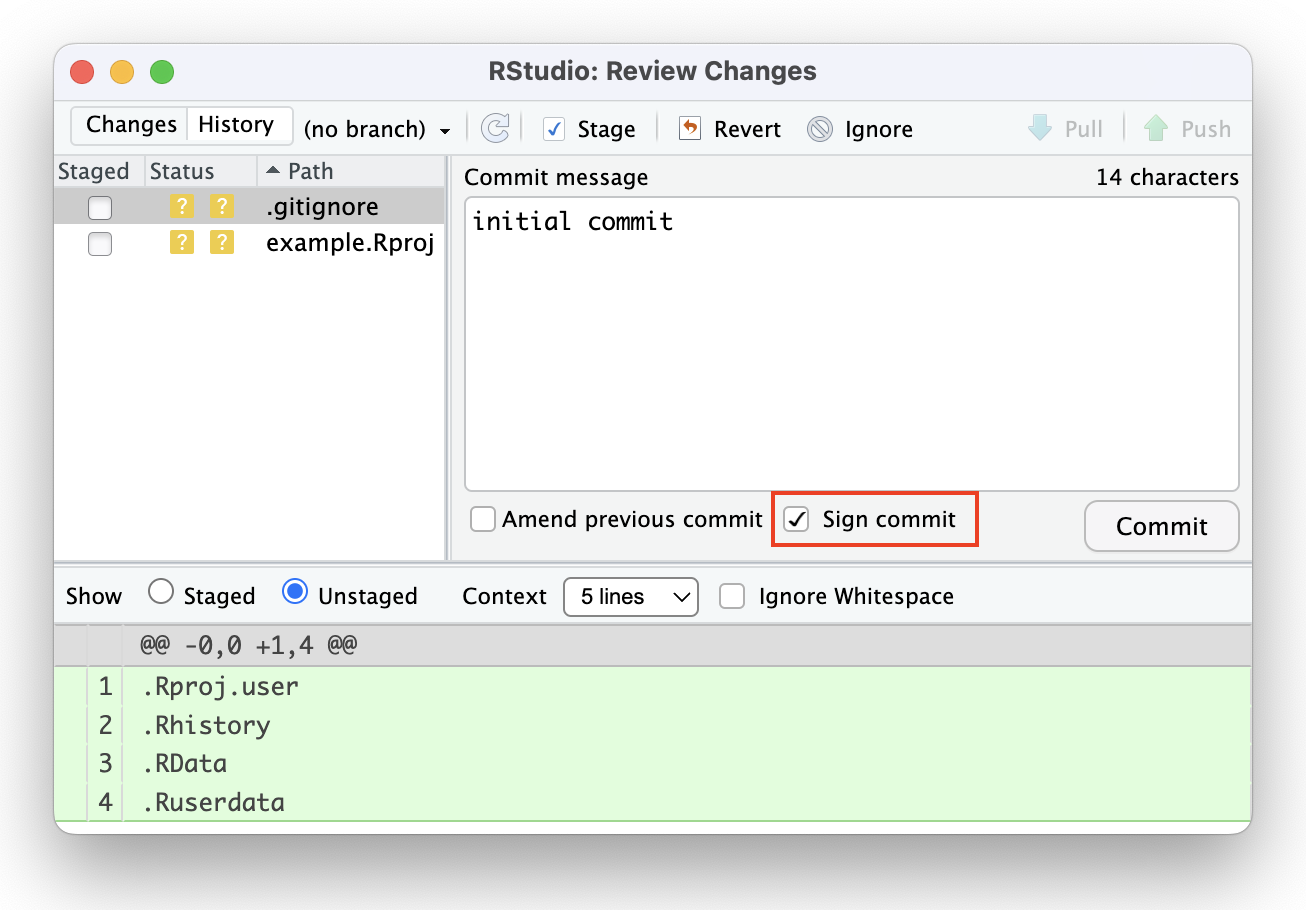 RStudio: Review Changes
Changes History (no branch) Stage Revert Ignore Pull Push
Staged Status Path
? ? .gitignore
? ? example.Rproj
Commit message 14 characters
initial commit
Amend previous commit Sign commit Commit
Show Staged Unstaged Context 5 lines Ignore Whitespace
@@ -0,0 +1,4 @@
1 .Rproj.user
2 .Rhistory
3 .RData
4 .Ruserdata